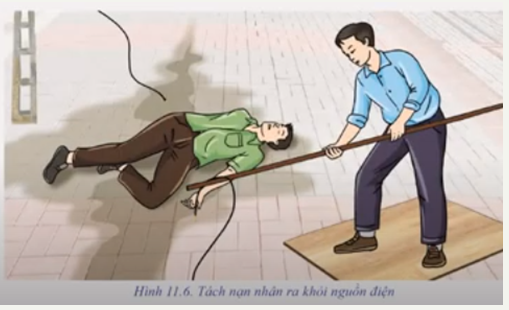 Hình 11.6. Tách nạn nhân ra khỏi nguồn điện